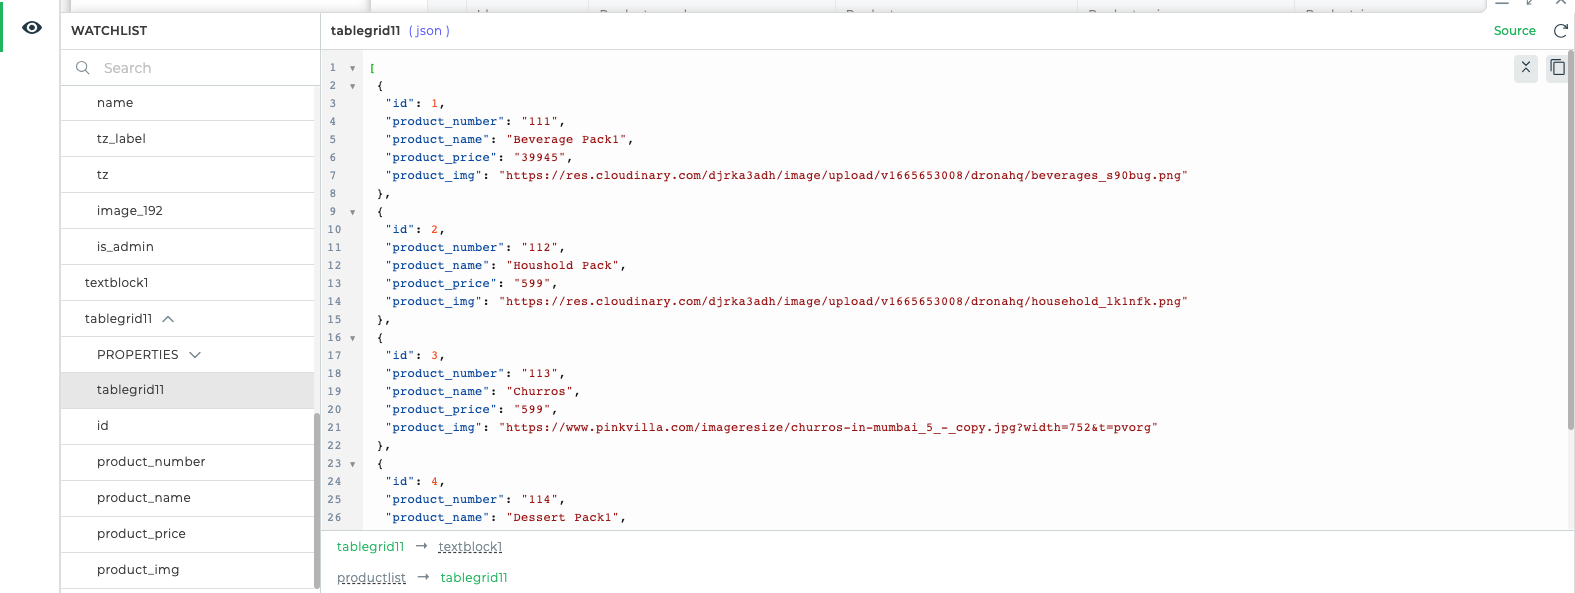 WATCHLIST
Search
name
tz_label
tz
image_192
is_admin
textblock1
tablegrid11
PROPERTIES
tablegrid11
id
product_number
product_name
product_price
product_img
tablegrid11 ( json )
Source
1 [
2 {
3 "id": 1,
4 "product_number": "111",
5 "product_name": "Beverage Pack1",
6 "product_price": "39945",
7 "product_img": "https://res.cloudinary.com/djrka3adh/image/upload/v1665653008/dronahq/beverages_s90bug.png"
8 },
9 {
10 "id": 2,
11 "product_number": "112",
12 "product_name": "Houshold Pack",
13 "product_price": "599",
14 "product_img": "https://res.cloudinary.com/djrka3adh/image/upload/v1665653008/dronahq/household_lk1nfk.png"
15 },
16 {
17 "id": 3,
18 "product_number": "113",
19 "product_name": "Churros",
20 "product_price": "599",
21 "product_img": "https://www.pinkvilla.com/imageresize/churros-in-mumbai_5_-_copy.jpg?width=752&t=pvorg"
22 },
23 {
24 "id": 4,
25 "product_number": "114",
26 "product_name": "Dessert Pack1",
tablegrid11 → textblock1
productlist → tablegrid11